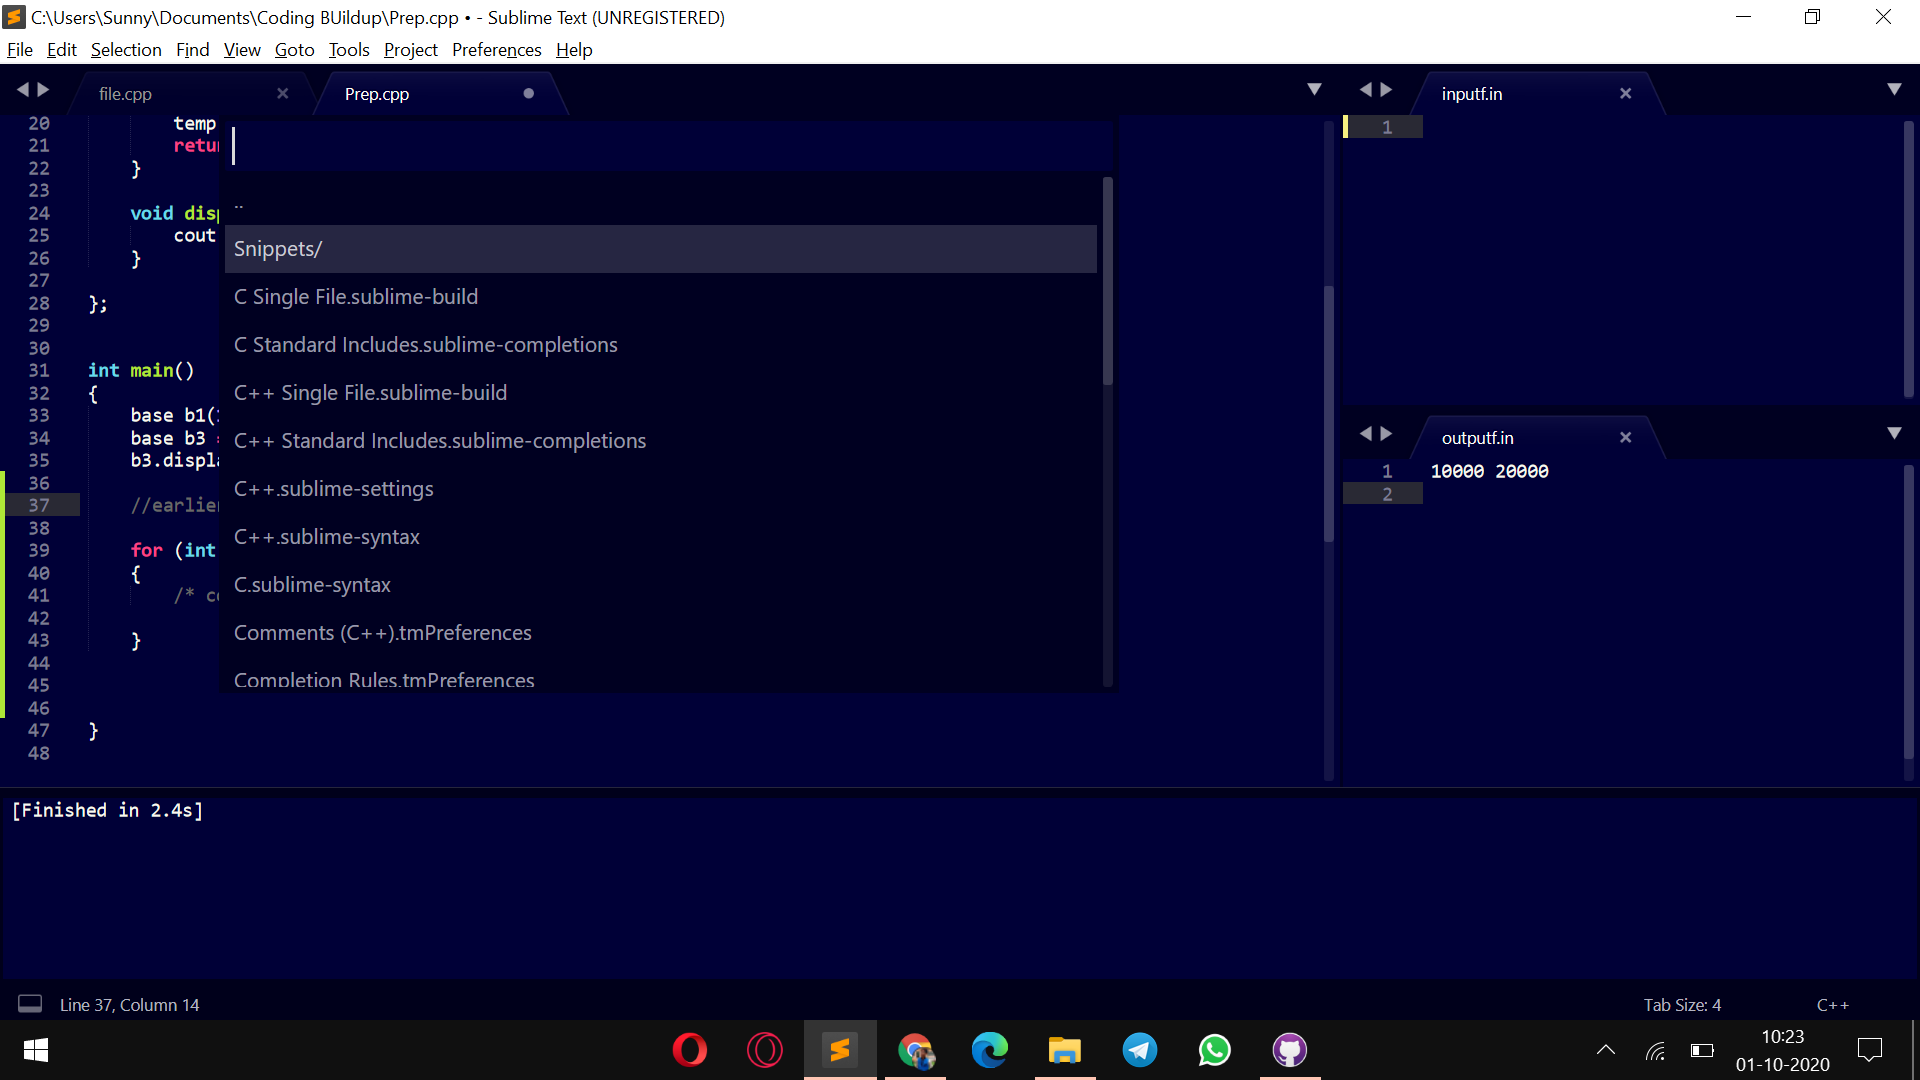 C:\Users\Sunny\Documents\Coding BUildup\Prep.cpp • - Sublime Text (UNREGISTERED)
File Edit Selection Find View Goto Tools Project Preferences Help
file.cpp
Prep.cpp
20 temp
21
22 }
23
24 void
25 cout
26 }
27
28 };
29
30
31 int main()
32 {
33 base b1(
34 base b3
35
36
37
38
39 for (int
40 {
41 /*
42
43 }
44
45
46
47 }
48
..
Snippets/
C Single File.sublime-build
C Standard Includes.sublime-completions
C++ Single File.sublime-build
C++ Standard Includes.sublime-completions
C++.sublime-settings
C++.sublime-syntax
C.sublime-syntax
Comments (C++).tmPreferences
Completion Rules.tmPreferences
inputf.in
1
outputf.in
1 10000 20000
2
[Finished in 2.4s]
Line 37, Column 14
Tab Size: 4
C++
10:23
01-10-2020